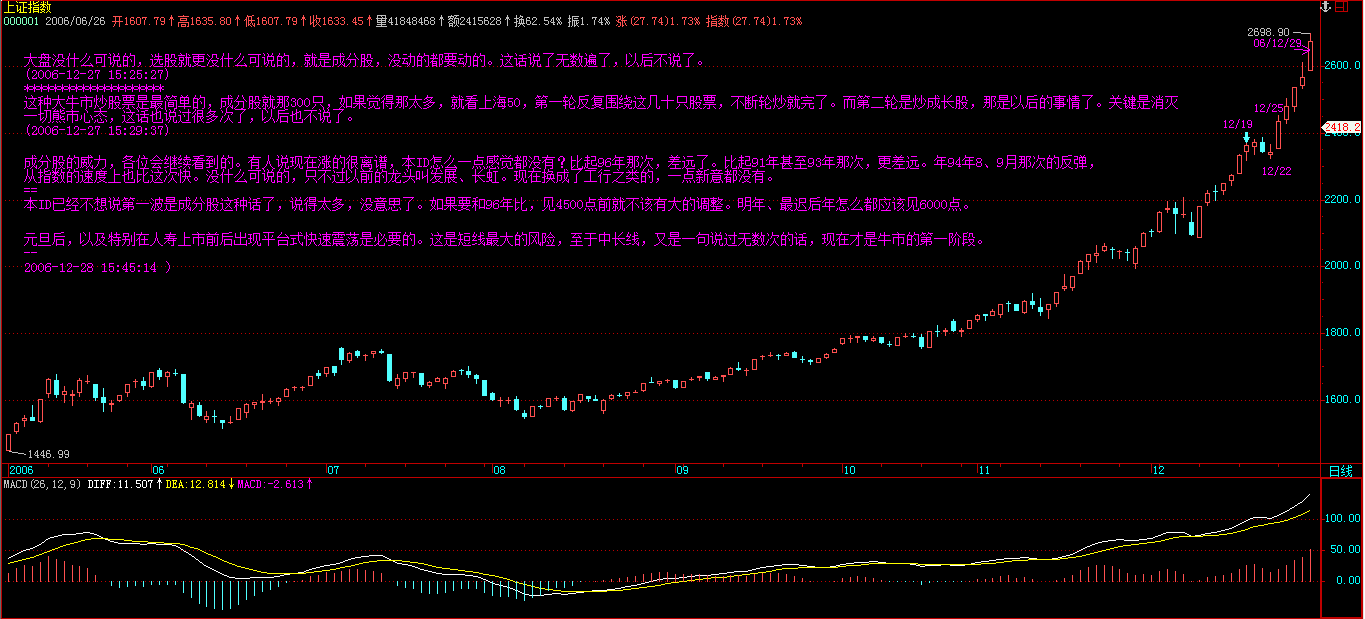 上证指数
000001 2006/06/26 开1607.79↑高1635.80↑低1607.79↑收1633.45↑量41848468↑额2415628↑换62.54% 振1.74% 涨(27.74)1.73% 指数(27.74)1.73%
2698.90
06/12/29
大盘没什么可说的，选股就更没什么可说的，就是成分股，没动的都要动的。这话说了无数遍了，以后不说了。
(2006-12-27 15:25:27)
********************
这种大牛市炒股票是最简单的，成分股就那300只，如果觉得那太多，就看上海50，第一轮反复围绕这几十只股票，不断轮炒就完了。而第二轮是炒成长股，那是以后的事情了。关键是消灭
一切熊市心态，这话也说过很多次了，以后也不说了。
(2006-12-27 15:29:37)
成分股的威力，各位会继续看到的。有人说现在涨的很离谱，本ID怎么一点感觉都没有？比起96年那次，差远了。比起91年甚至93年那次，更差远。年94年8、9月那次的反弹，
从指数的速度上也比这次快。没什么可说的，只不过以前的龙头叫发展、长虹。现在换成了工行之类的，一点新意都没有。
==
本ID已经不想说第一波是成分股这种话了，说得太多，没意思了。如果要和96年比，见4500点前就不该有大的调整。明年、最迟后年怎么都应该见6000点。
元旦后，以及特别在人寿上市前后出现平台式快速震荡是必要的。这是短线最大的风险，至于中长线，又是一句说过无数次的话，现在才是牛市的第一阶段。
==
2006-12-28 15:45:14 )
12/19
12/25
12/22
2600.0
2418.2
2400.0
2200.0
2000.0
1800.0
1600.0
1446.99
2006 06 07 08 09 10 11 12 日线
MACD(26,12,9) DIFF:11.507↑DEA:12.814↓MACD:-2.613↑
100.00
50.00
0.00